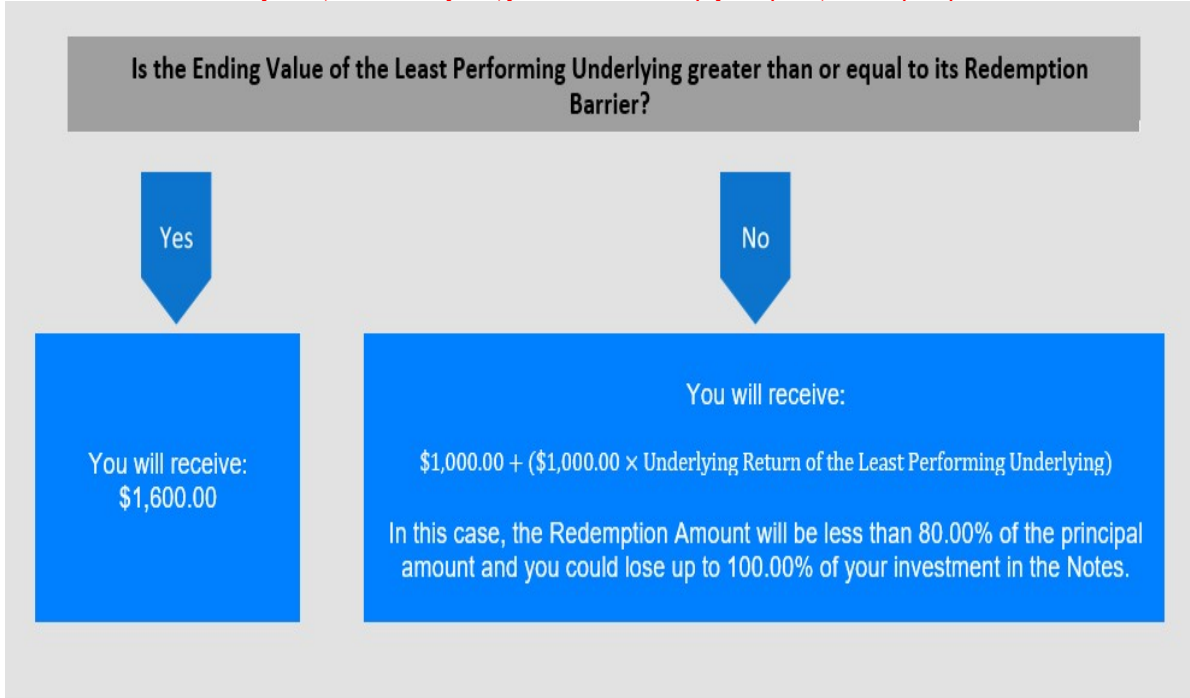 Is the Ending Value of the Least Performing Underlying greater than or equal to its Redemption
Barrier?
Yes
No
You will receive:
$1,600.00
You will receive:
$1,000.00 + ($1,000.00 × Underlying Return of the Least Performing Underlying)
In this case, the Redemption Amount will be less than 80.00% of the principal
amount and you could lose up to 100.00% of your investment in the Notes.